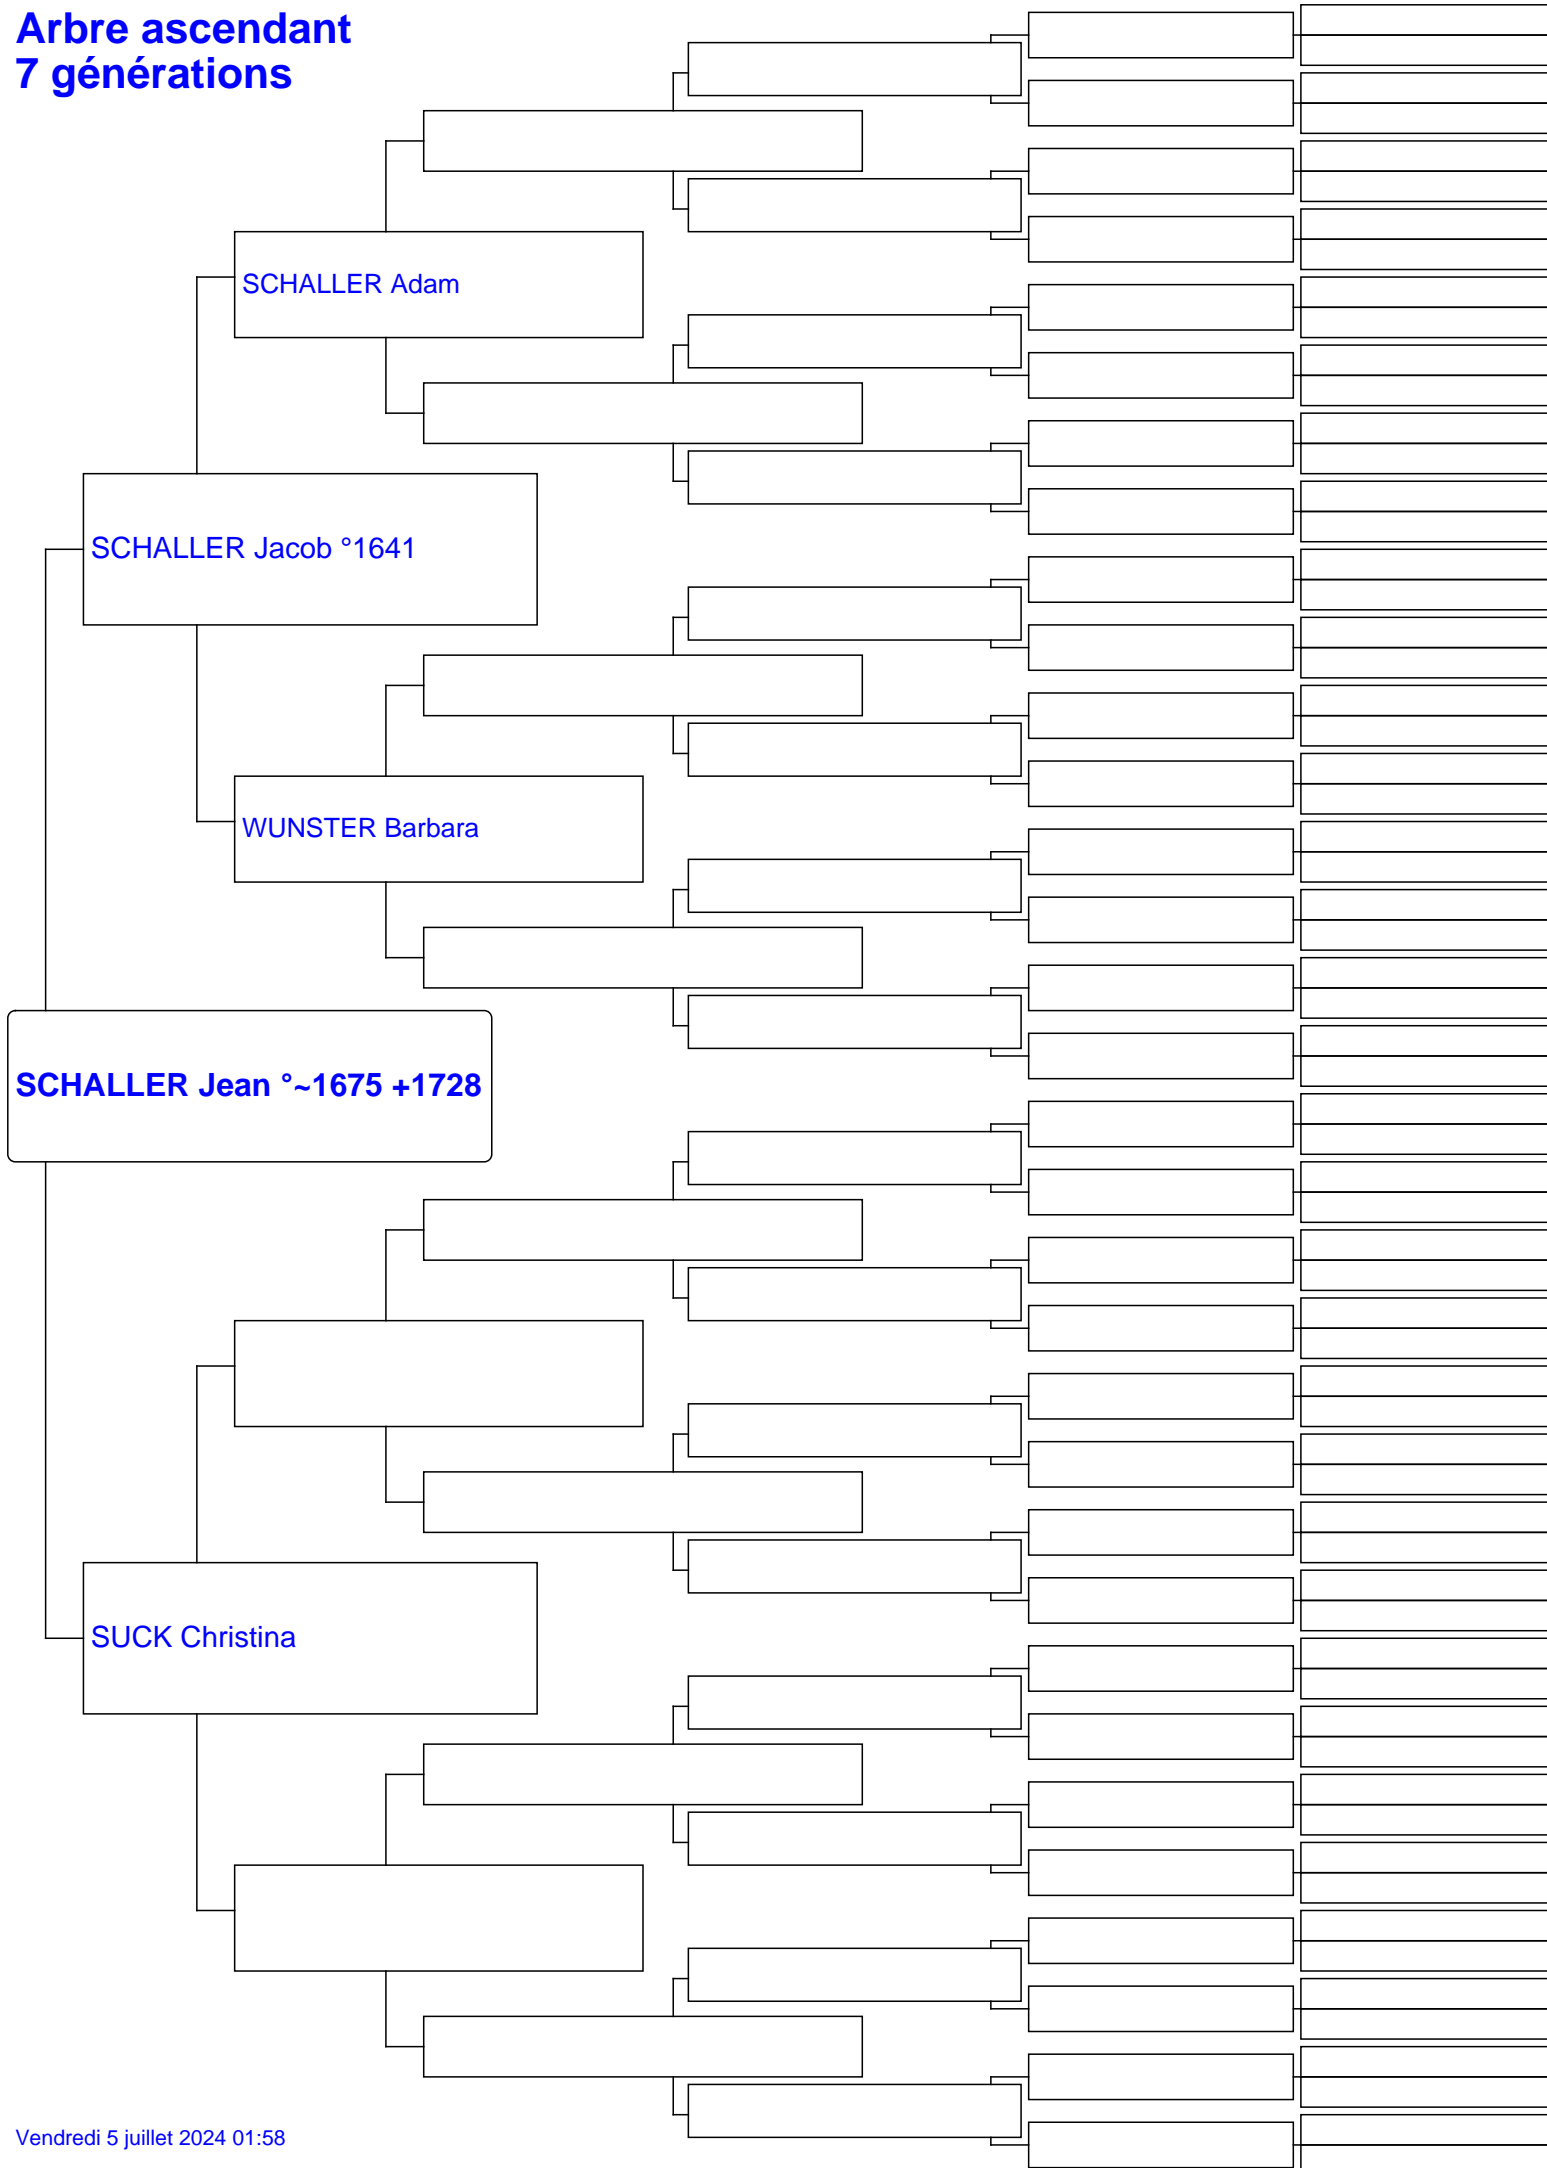 Arbre ascendant
7 générations
SCHALLER Adam
SCHALLER Jacob °1641
WUNSTER Barbara
SCHALLER Jean °~1675 +1728
SUCK Christina
Vendredi 5 juillet 2024 01:58